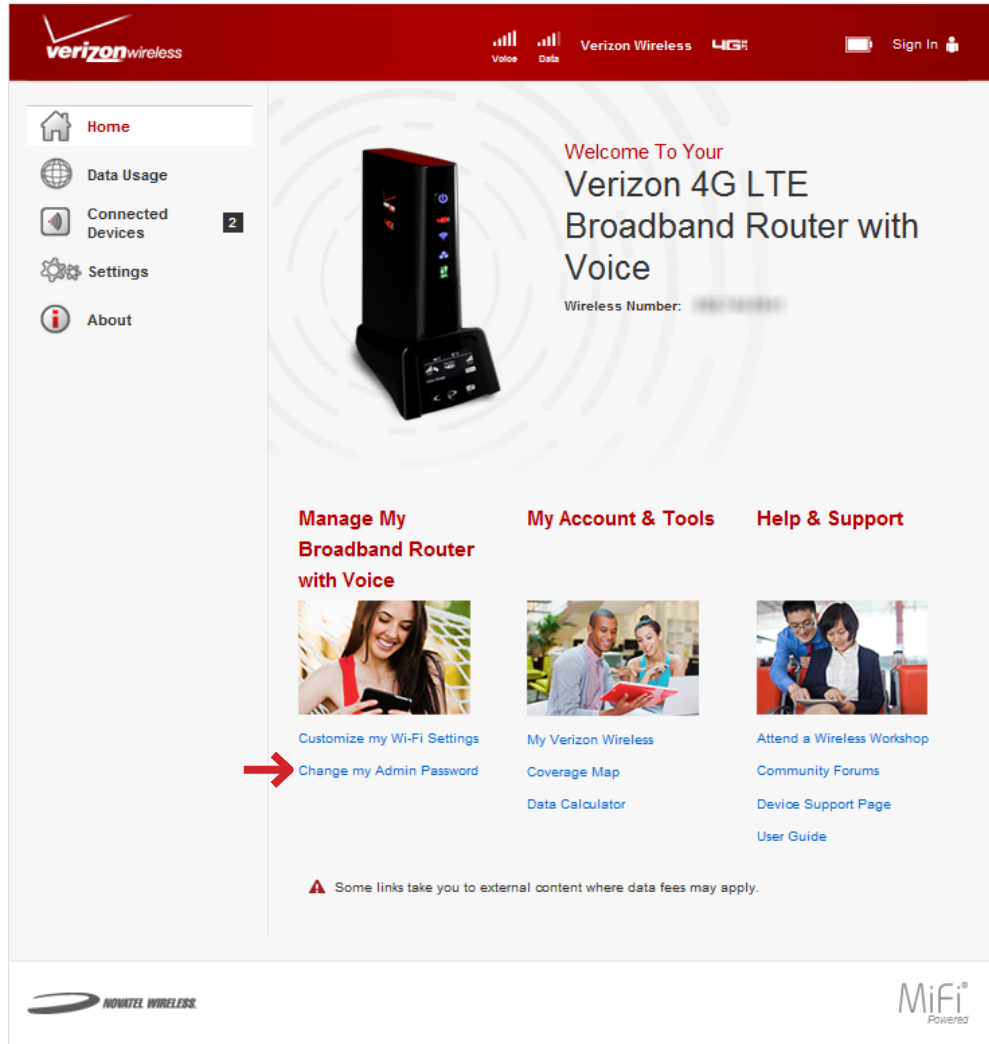 verizonwireless
Voice
Data
Verizon Wireless
4GLTE
Sign In
Home
Data Usage
Connected
Devices
2
Settings
About
Welcome To Your
Verizon 4G LTE
Broadband Router with
Voice
Wireless Number:
Manage My
Broadband Router
with Voice
Customize my Wi-Fi Settings
Change my Admin Password
My Account & Tools
My Verizon Wireless
Coverage Map
Data Calculator
Help & Support
Attend a Wireless Workshop
Community Forums
Device Support Page
User Guide
Some links take you to external content where data fees may apply.
NOVATEL WIRELESS.
MiFi®
Powered